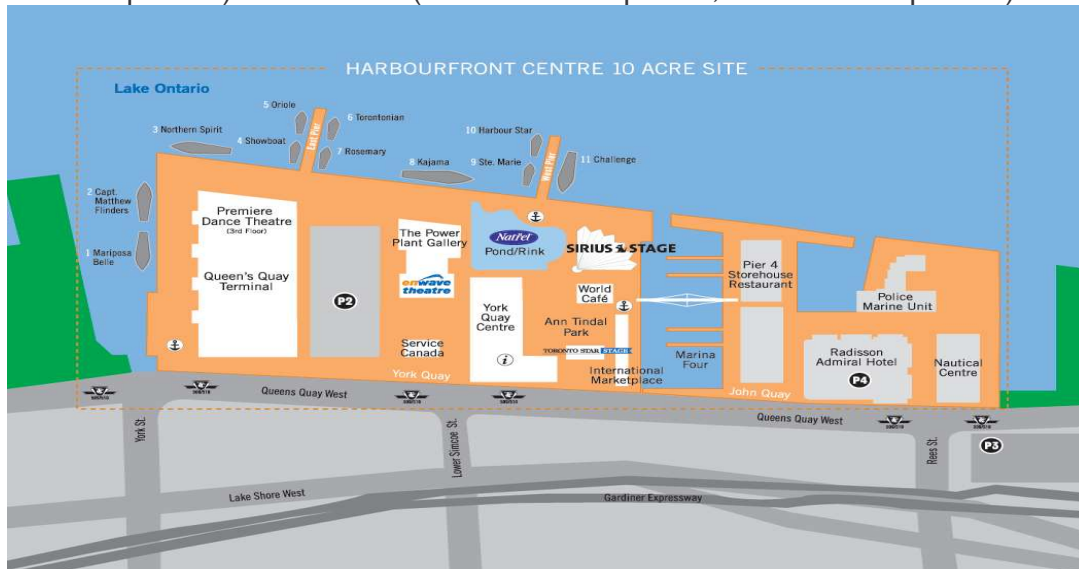 HARBOURFRONT CENTRE 10 ACRE SITE
Lake Ontario
5 Oriole
6 Torontonian
3 Northern Spirit
4 Showboat
East Pier
7 Rosemary
10 Harbour Star
8 Kajama
9 Ste. Marie
West Pier
11 Challenge
2 Capt.
Matthew
Flinders
1 Mariposa
Belle
Premiere
Dance Theatre
(3rd Floor)
Queen's Quay
Terminal
P2
The Power
Plant Gallery
enwave
theatre
Service
Canada
Natrel
Pond/Rink
SIRIUS STAGE
World
Café
York
Quay
Centre
i
Ann Tindal
Park
TORONTO STAR STAGE
International
Marketplace
Marina
Four
Pier 4
Storehouse
Restaurant
Police
Marine Unit
Radisson
Admiral Hotel
P4
Nautical
Centre
York Quay
John Quay
Queens Quay West
Queens Quay West
York St.
Lower Simcoe St.
Rees St.
P3
Lake Shore West
Gardiner Expressway